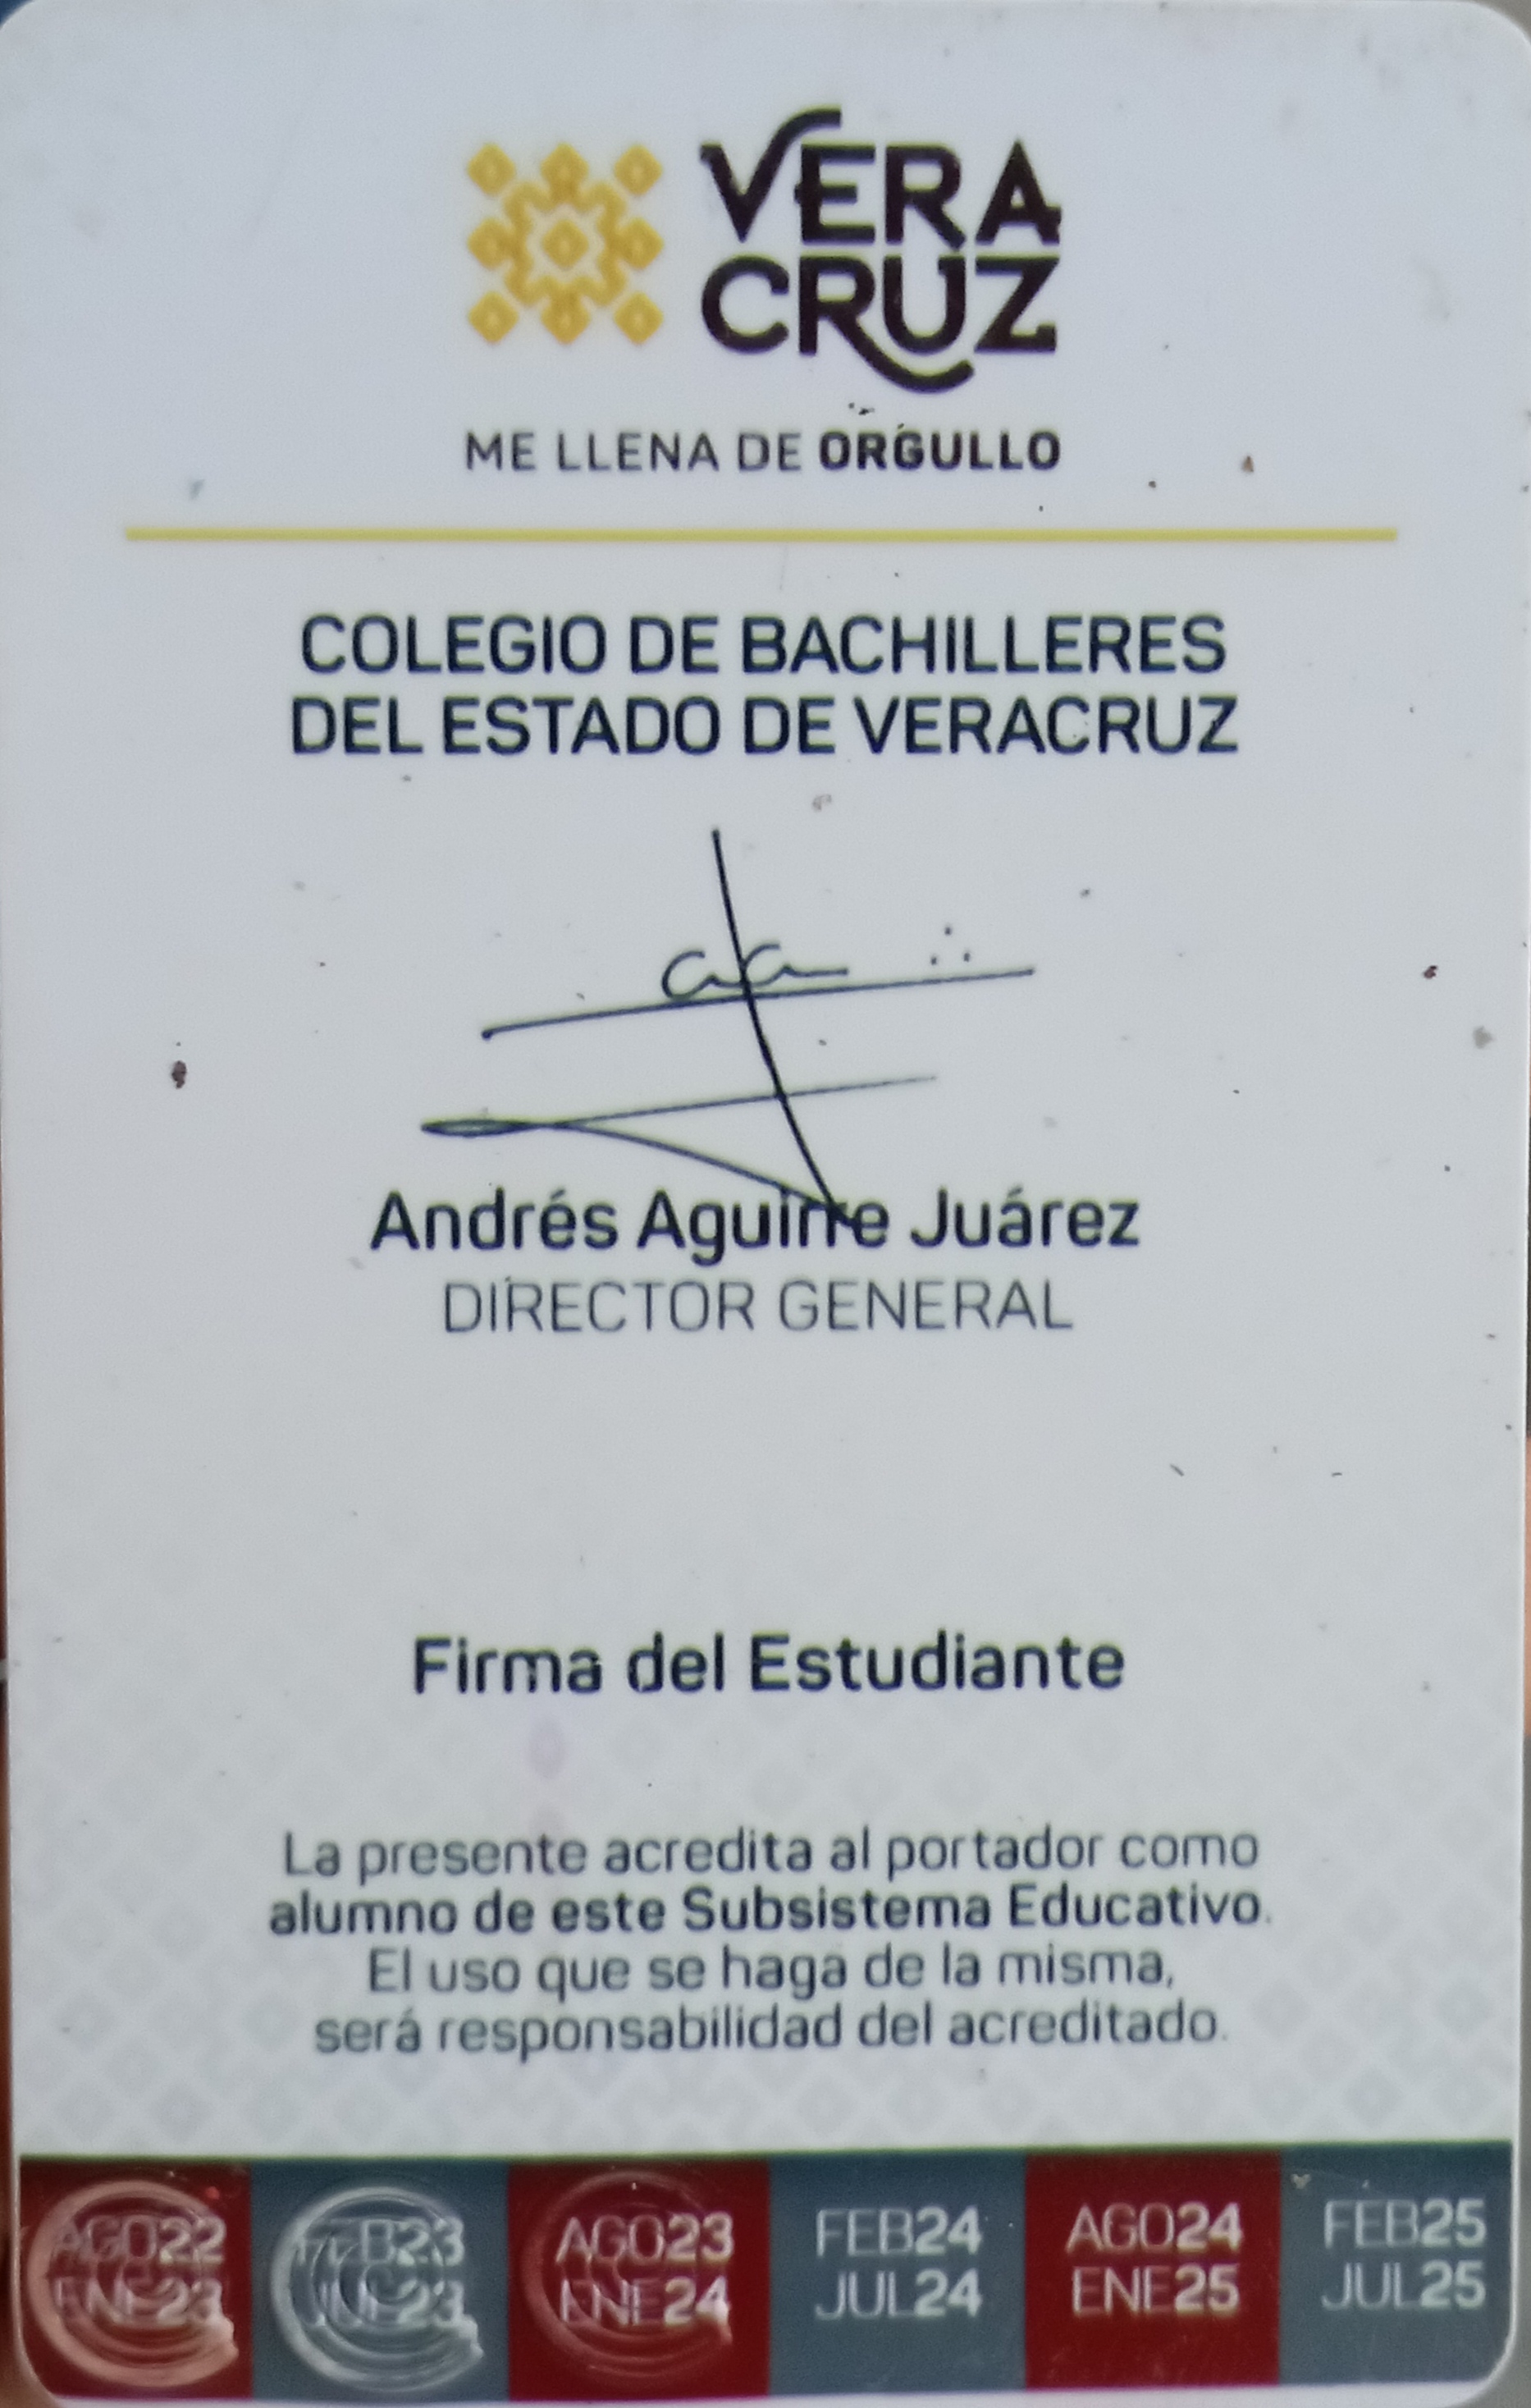 VERA
CRUZ
ME LLENA DE ORGULLO
COLEGIO DE BACHILLERES
DEL ESTADO DE VERACRUZ
Andrés Aguirre Juárez
DIRECTOR GENERAL
Firma del Estudiante
La presente acredita al portador como
alumno de este Subsistema Educativo.
El uso que se haga de la misma,
será responsabilidad del acreditado.
AGO22 FEB23 AGO23 FEB24 AGO24 FEB25
ENE23 JUL23 ENE24 JUL24 ENE25 JUL25